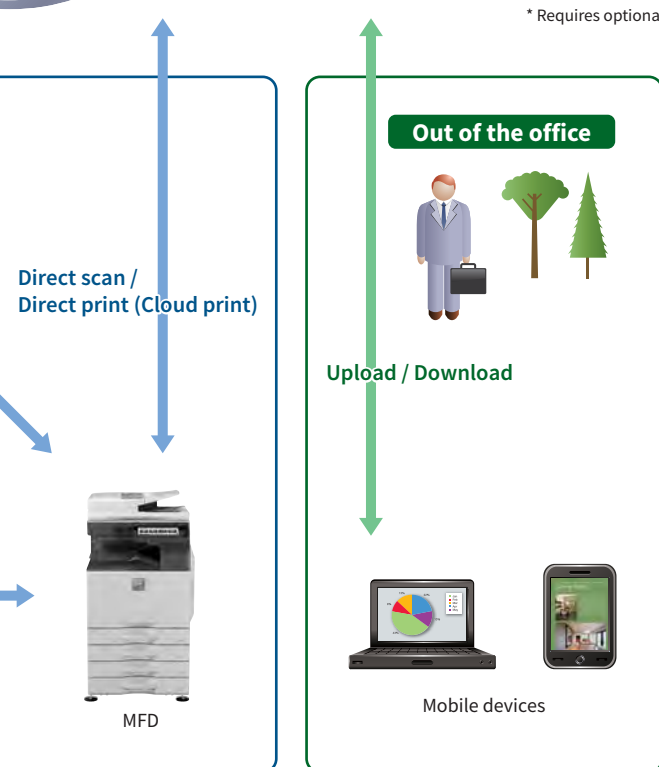 * Requires optiona
Out of the office
Direct scan /
Direct print (Cloud print)
Upload / Download
MFD
Mobile devices